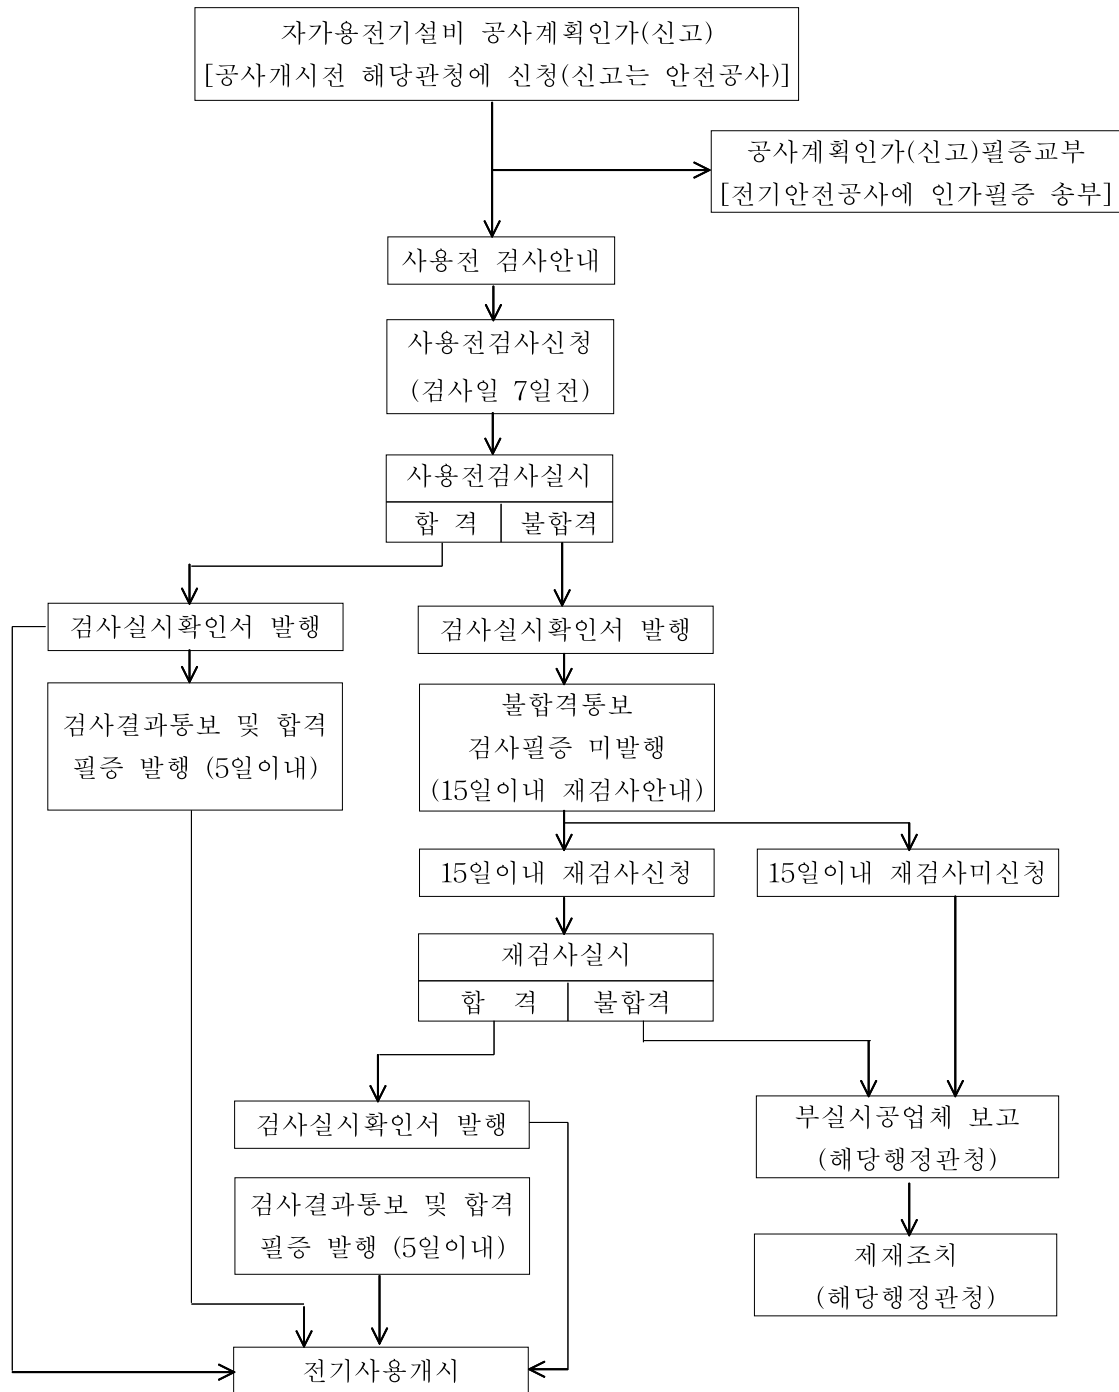 자가용전기설비 공사계획인가(신고)
[공사개시전 해당관청에 신청(신고는 안전공사)]
공사계획인가(신고)필증교부
[전기안전공사에 인가필증 송부]
사용전 검사안내
사용전검사신청
(검사일 7일전)
사용전검사실시
합 격 불합격
검사실시확인서 발행
검사실시확인서 발행
검사결과통보 및 합격
필증 발행 (5일이내)
불합격통보
검사필증 미발행
(15일이내 재검사안내)
15일이내 재검사신청
15일이내 재검사미신청
재검사실시
합 격 불합격
검사실시확인서 발행
부실시공업체 보고
(해당행정관청)
검사결과통보 및 합격
필증 발행 (5일이내)
제재조치
(해당행정관청)
전기사용개시